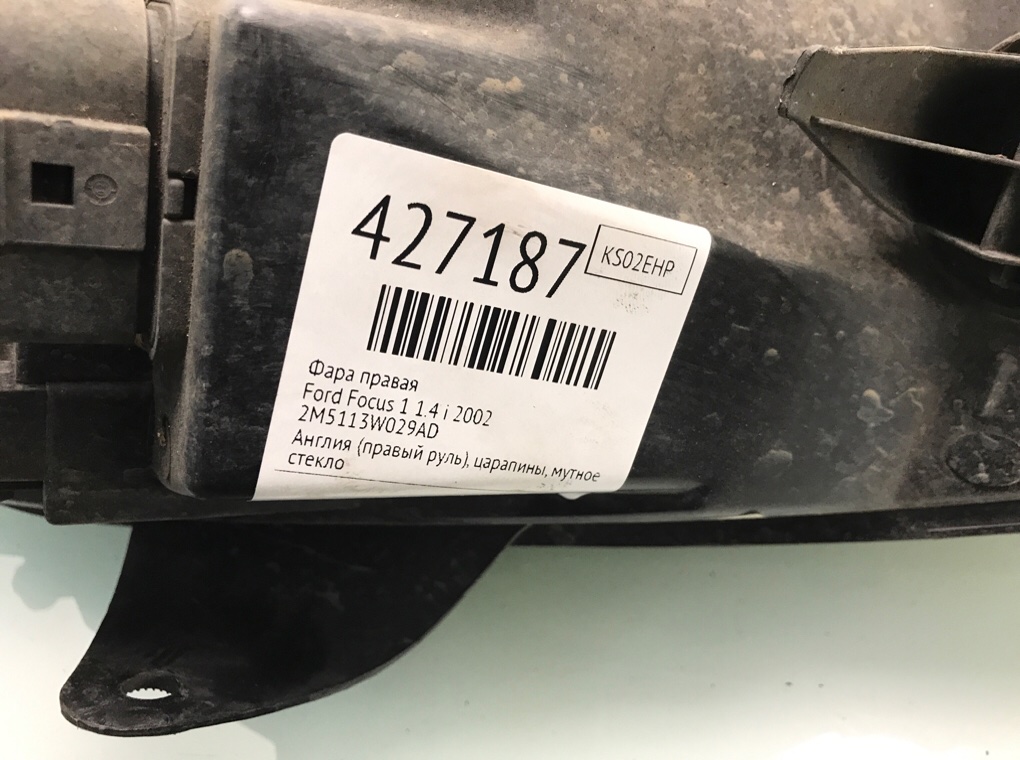 427187
KS02EHP
Фара правая
Ford Focus 1 1.4 i 2002
2M5113W029AD
Англия (правый руль), царапины, мутное
стекло